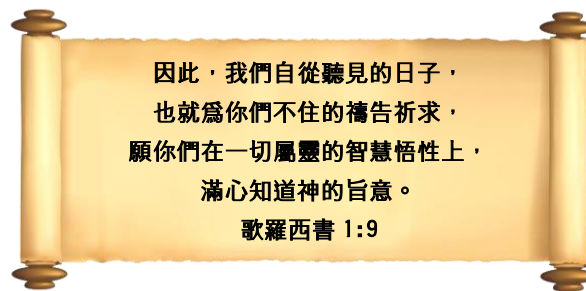 因此，我們自從聽見的日子，
也就為你們不住的禱告祈求，
願你們在一切屬靈的智慧悟性上，
滿心知道神的旨意。
歌羅西書 1:9